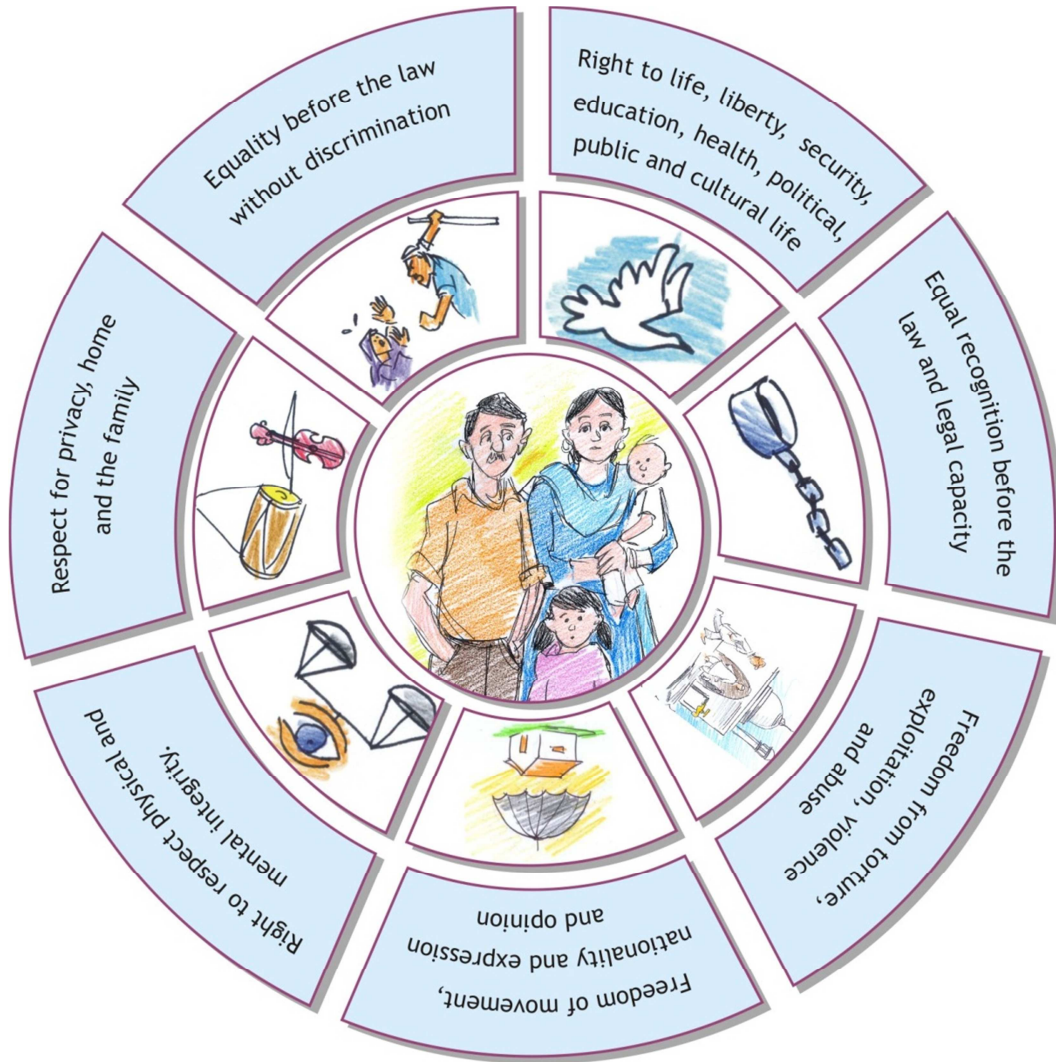 Right to life, liberty, security,
education, health, political,
public and cultural life
Equal recognition before the
law and legal capacity
Freedom from torture,
exploitation, violence
and abuse
Freedom of movement,
nationality and expression
and opinion
Right to respect physical and
mental integrity.
Respect for privacy, home
and the family
Equality before the law
without discrimination